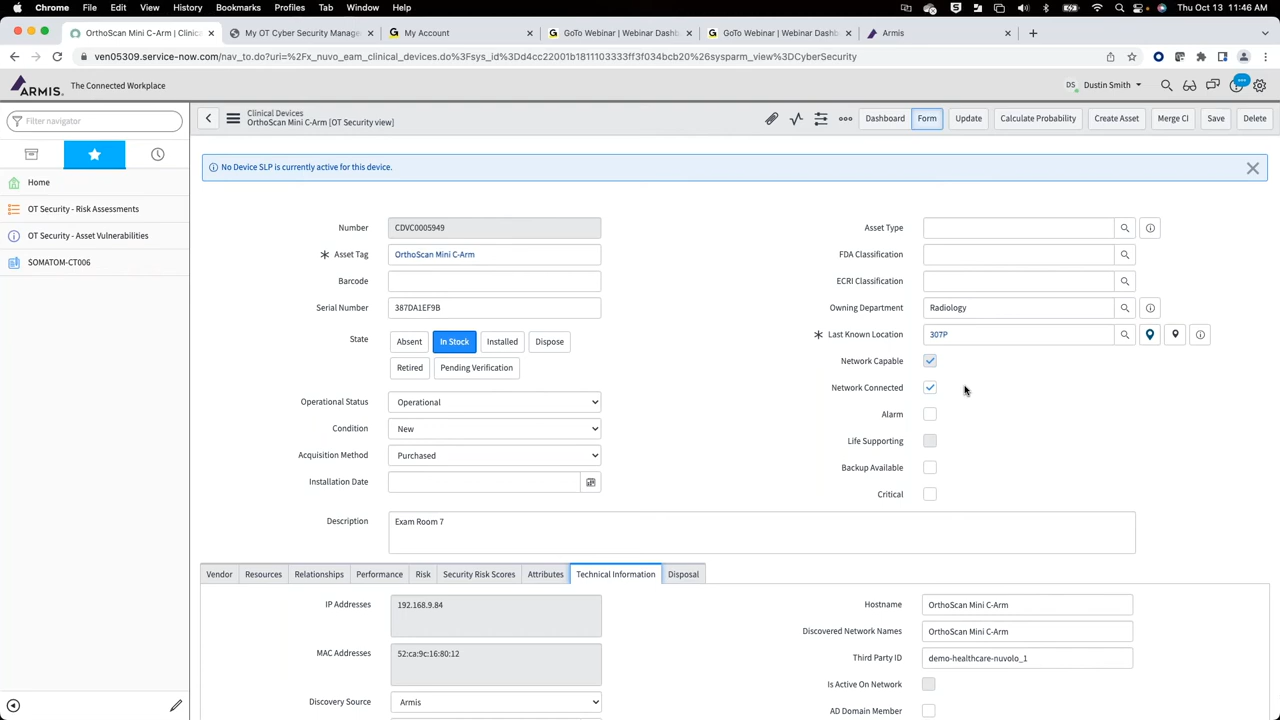 Chrome File Edit View History Bookmarks Profiles Tab Window Help Thu Oct 13 11:46 AM
OrthoScan Mini C-Arm | Clinic My OT Cyber Security Manage My Account GoTo Webinar | Webinar Dashb GoTo Webinar | Webinar Dashb Armis
ven05309.service-now.com/nav_to.do?uri=%2Fx_nuvo_eam_clinical_devices.do%3Fsys_id%3Dd4cc22001b1811103333ff3f034bcb20%26sysparm_view%3DCyberSecurity
ARMIS. The Connected Workplace DS Dustin Smith
Filter navigator
Home
OT Security - Risk Assessments
OT Security - Asset Vulnerabilities
SOMATOM-CT006
Clinical Devices
OrthoScan Mini C-Arm [OT Security view]
Dashboard Form Update Calculate Probability Create Asset Merge CI Save Delete
No Device SLP is currently active for this device.
Number CDVC0005949
Asset Tag OrthoScan Mini C-Arm
Barcode
Serial Number 387DA1EF9B
State Absent In Stock Installed Dispose
Retired Pending Verification
Operational Status Operational
Condition New
Acquisition Method Purchased
Installation Date
Asset Type
FDA Classification
ECRI Classification
Owning Department Radiology
Last Known Location 307P
Network Capable
Network Connected
Alarm
Life Supporting
Backup Available
Critical
Description Exam Room 7
Vendor Resources Relationships Performance Risk Security Risk Scores Attributes Technical Information Disposal
IP Addresses 192.168.9.84
MAC Addresses 52:ca:9c:16:80:12
Discovery Source Armis
Hostname OrthoScan Mini C-Arm
Discovered Network Names OrthoScan Mini C-Arm
Third Party ID demo-healthcare-nuvolo_1
Is Active On Network
AD Domain Member